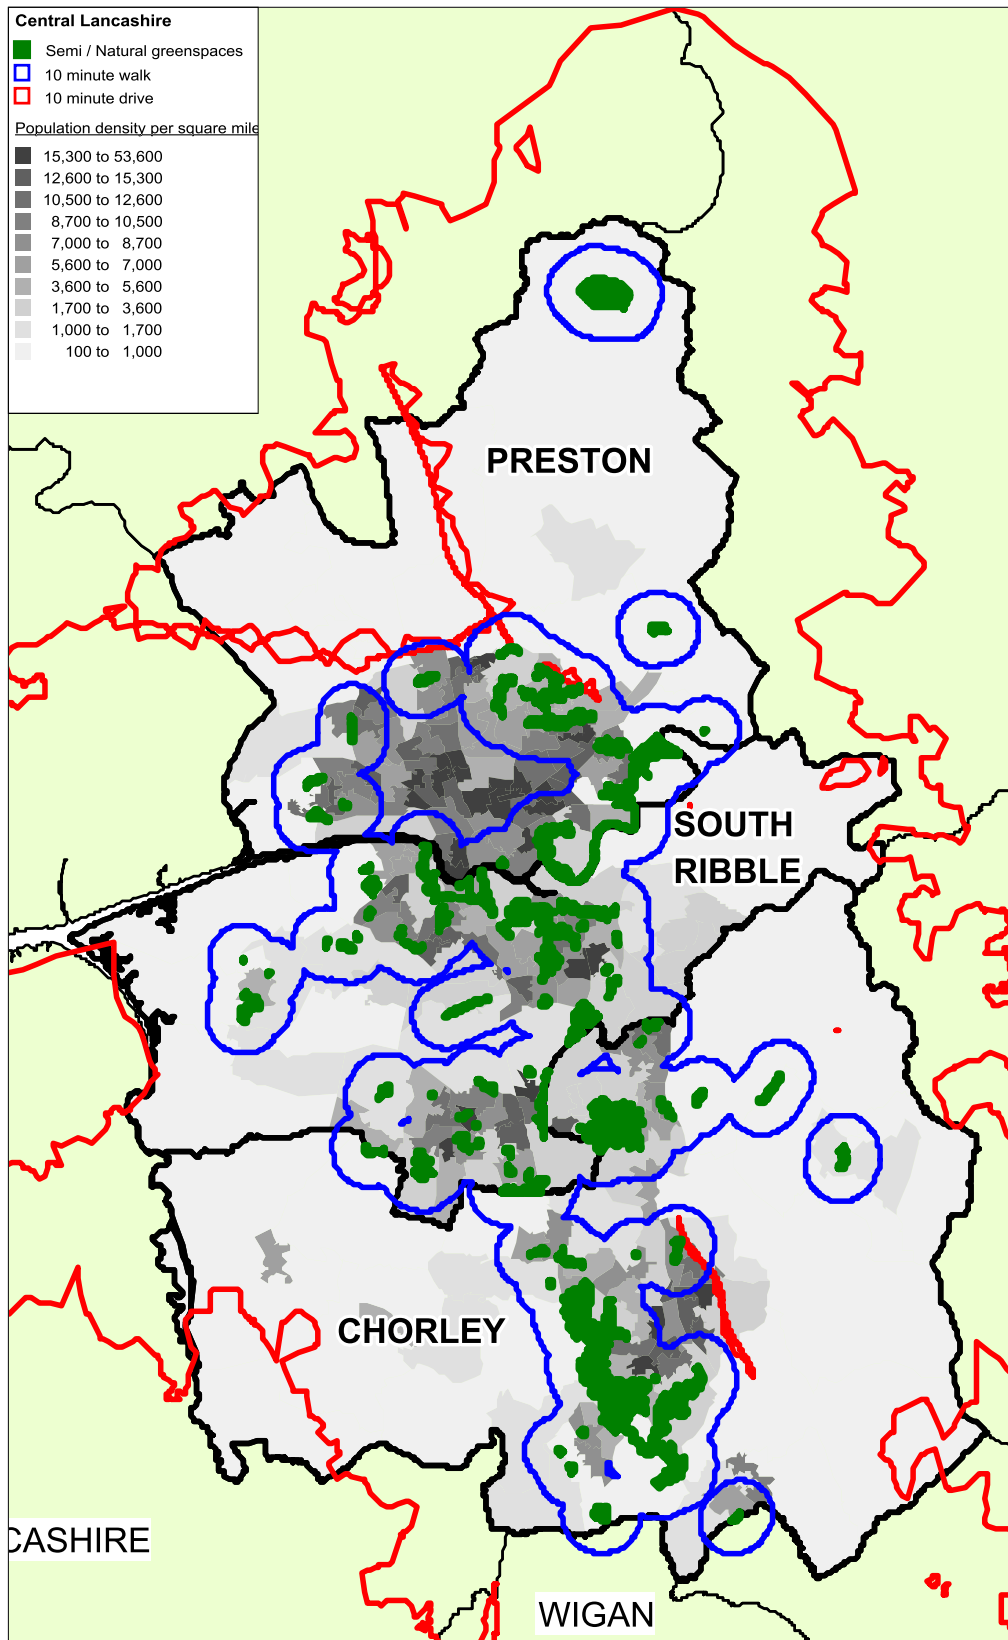 Central Lancashire
Semi / Natural greenspaces
10 minute walk
10 minute drive
Population density per square mile
15,300 to 53,600
12,600 to 15,300
10,500 to 12,600
8,700 to 10,500
7,000 to 8,700
5,600 to 7,000
3,600 to 5,600
1,700 to 3,600
1,000 to 1,700
100 to 1,000
PRESTON
SOUTH
RIBBLE
CHORLEY
CASHIRE
WIGAN